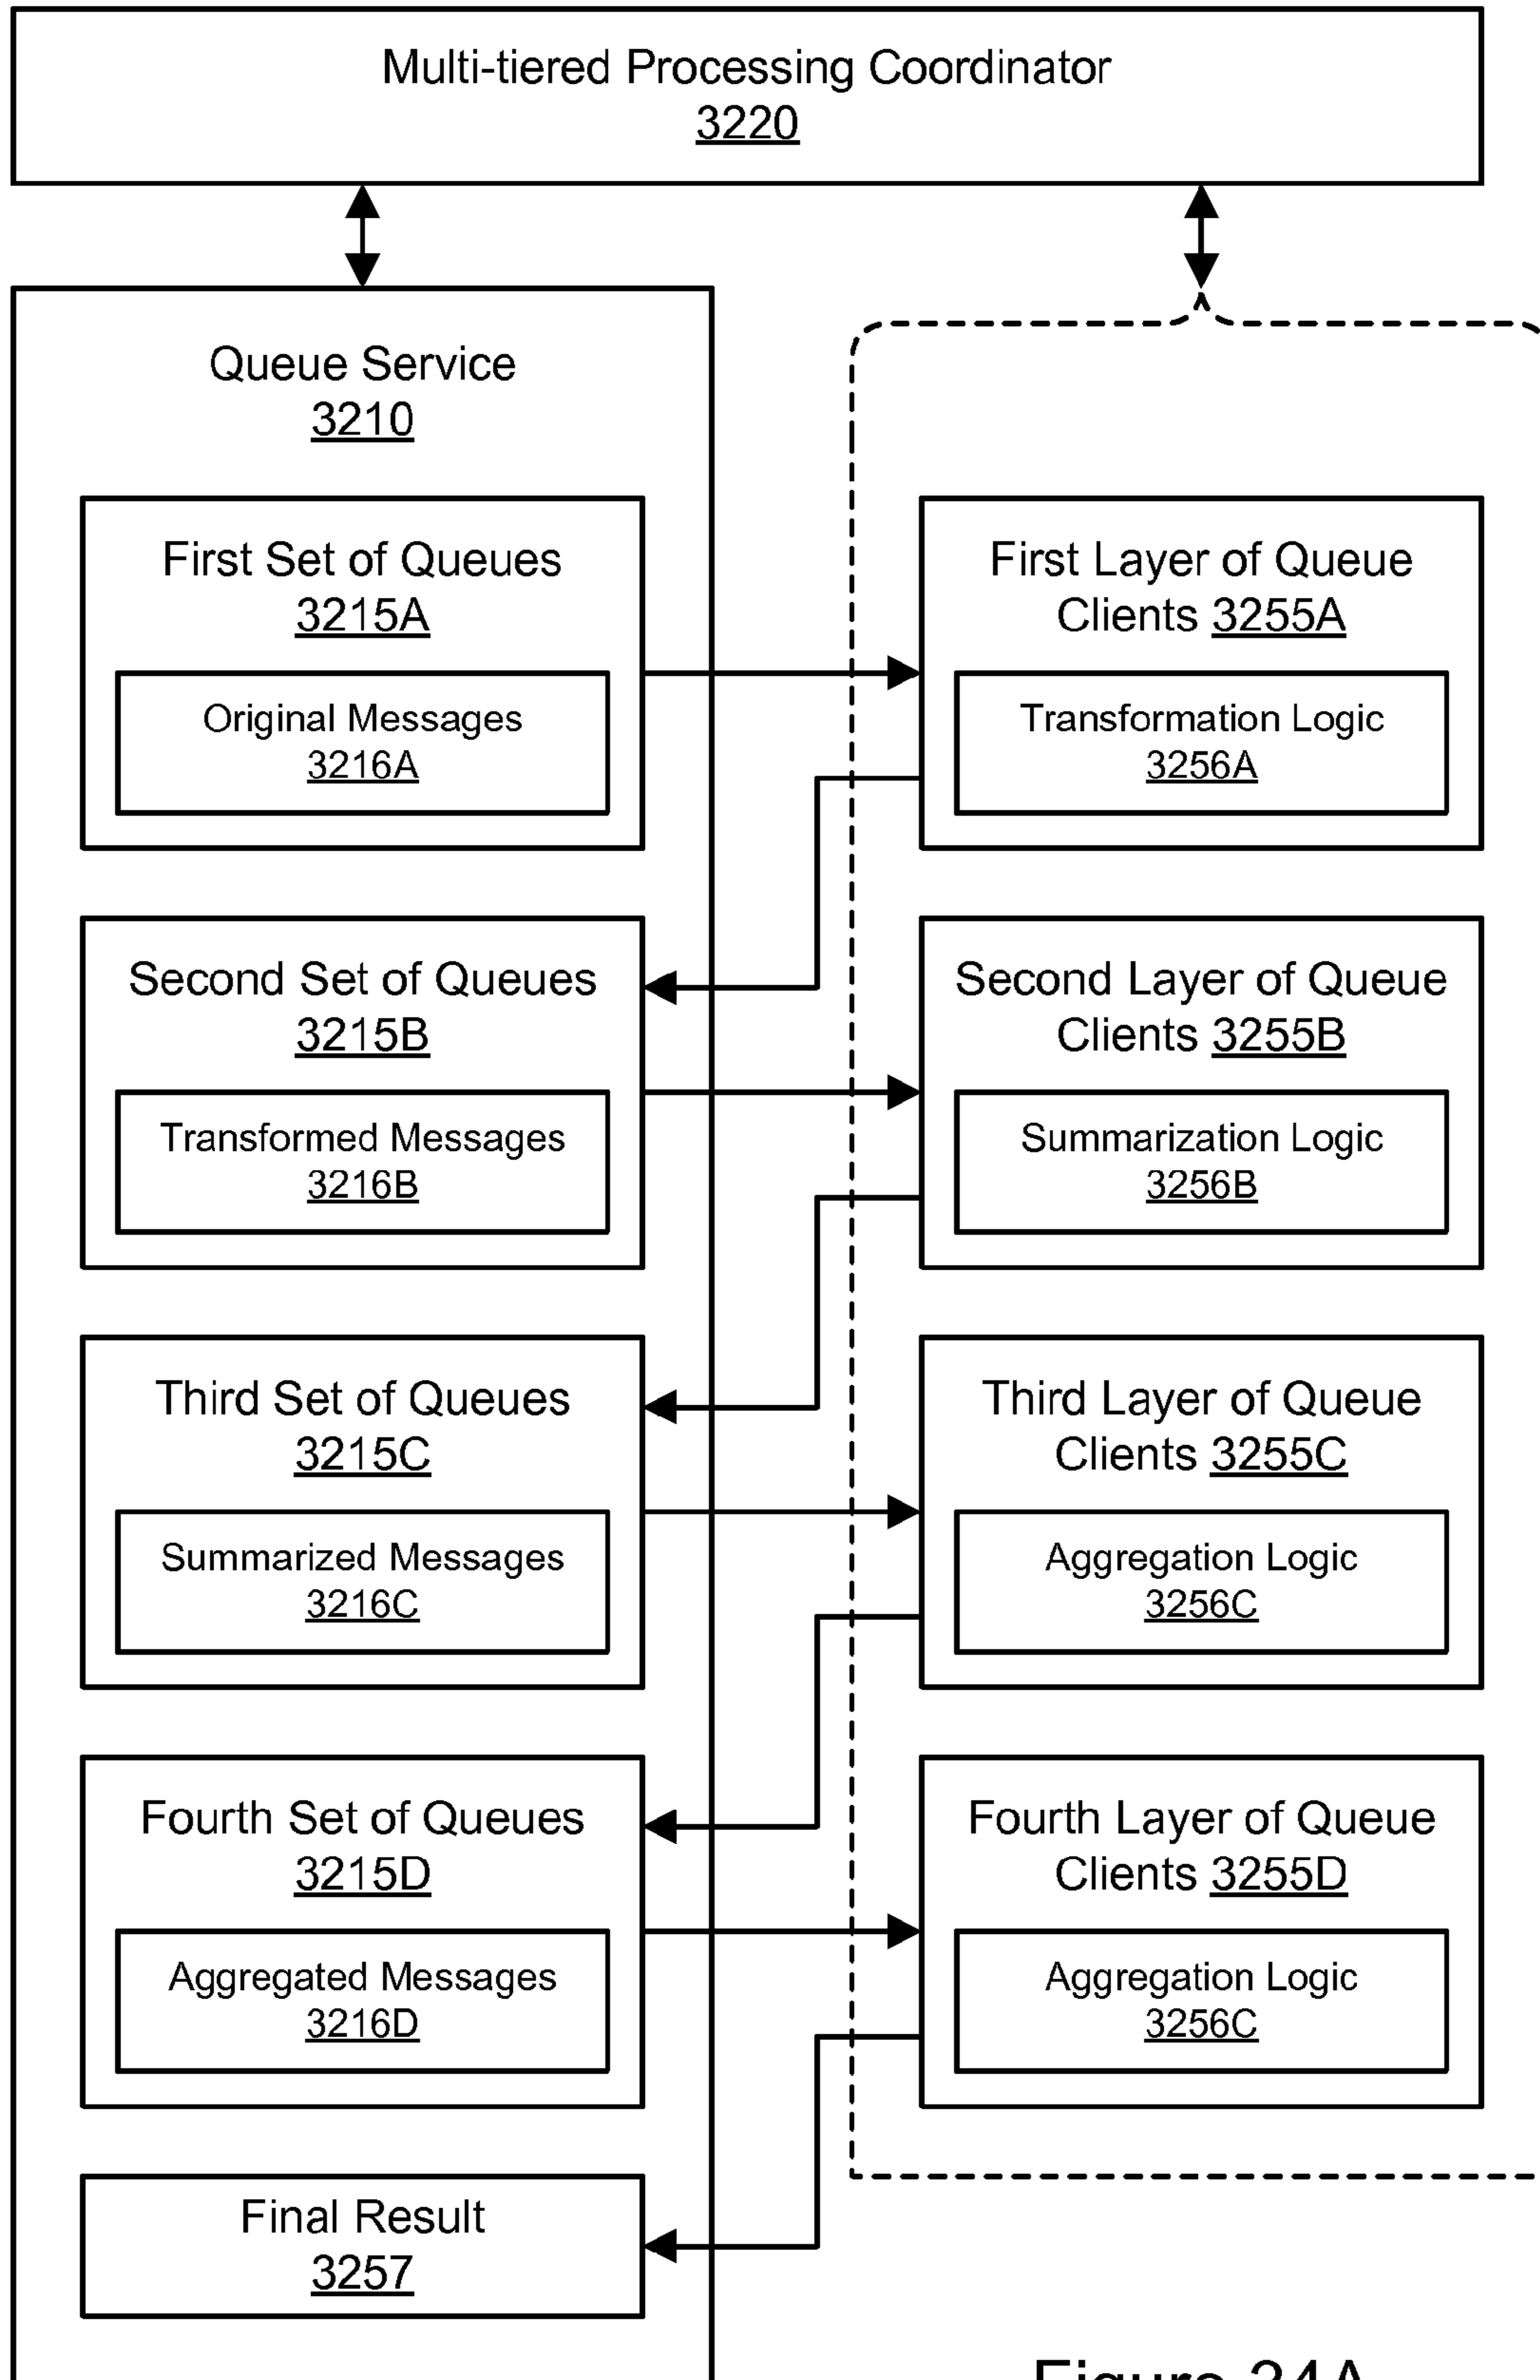 Multi-tiered Processing Coordinator
3220
Queue Service
3210
First Set of Queues
3215A
Original Messages
3216A
First Layer of Queue
Clients 3255A
Transformation Logic
3256A
Second Set of Queues
3215B
Transformed Messages
3216B
Second Layer of Queue
Clients 3255B
Summarization Logic
3256B
Third Set of Queues
3215C
Summarized Messages
3216C
Third Layer of Queue
Clients 3255C
Aggregation Logic
3256C
Fourth Set of Queues
3215D
Aggregated Messages
3216D
Fourth Layer of Queue
Clients 3255D
Aggregation Logic
3256C
Final Result
3257
Figure 24A